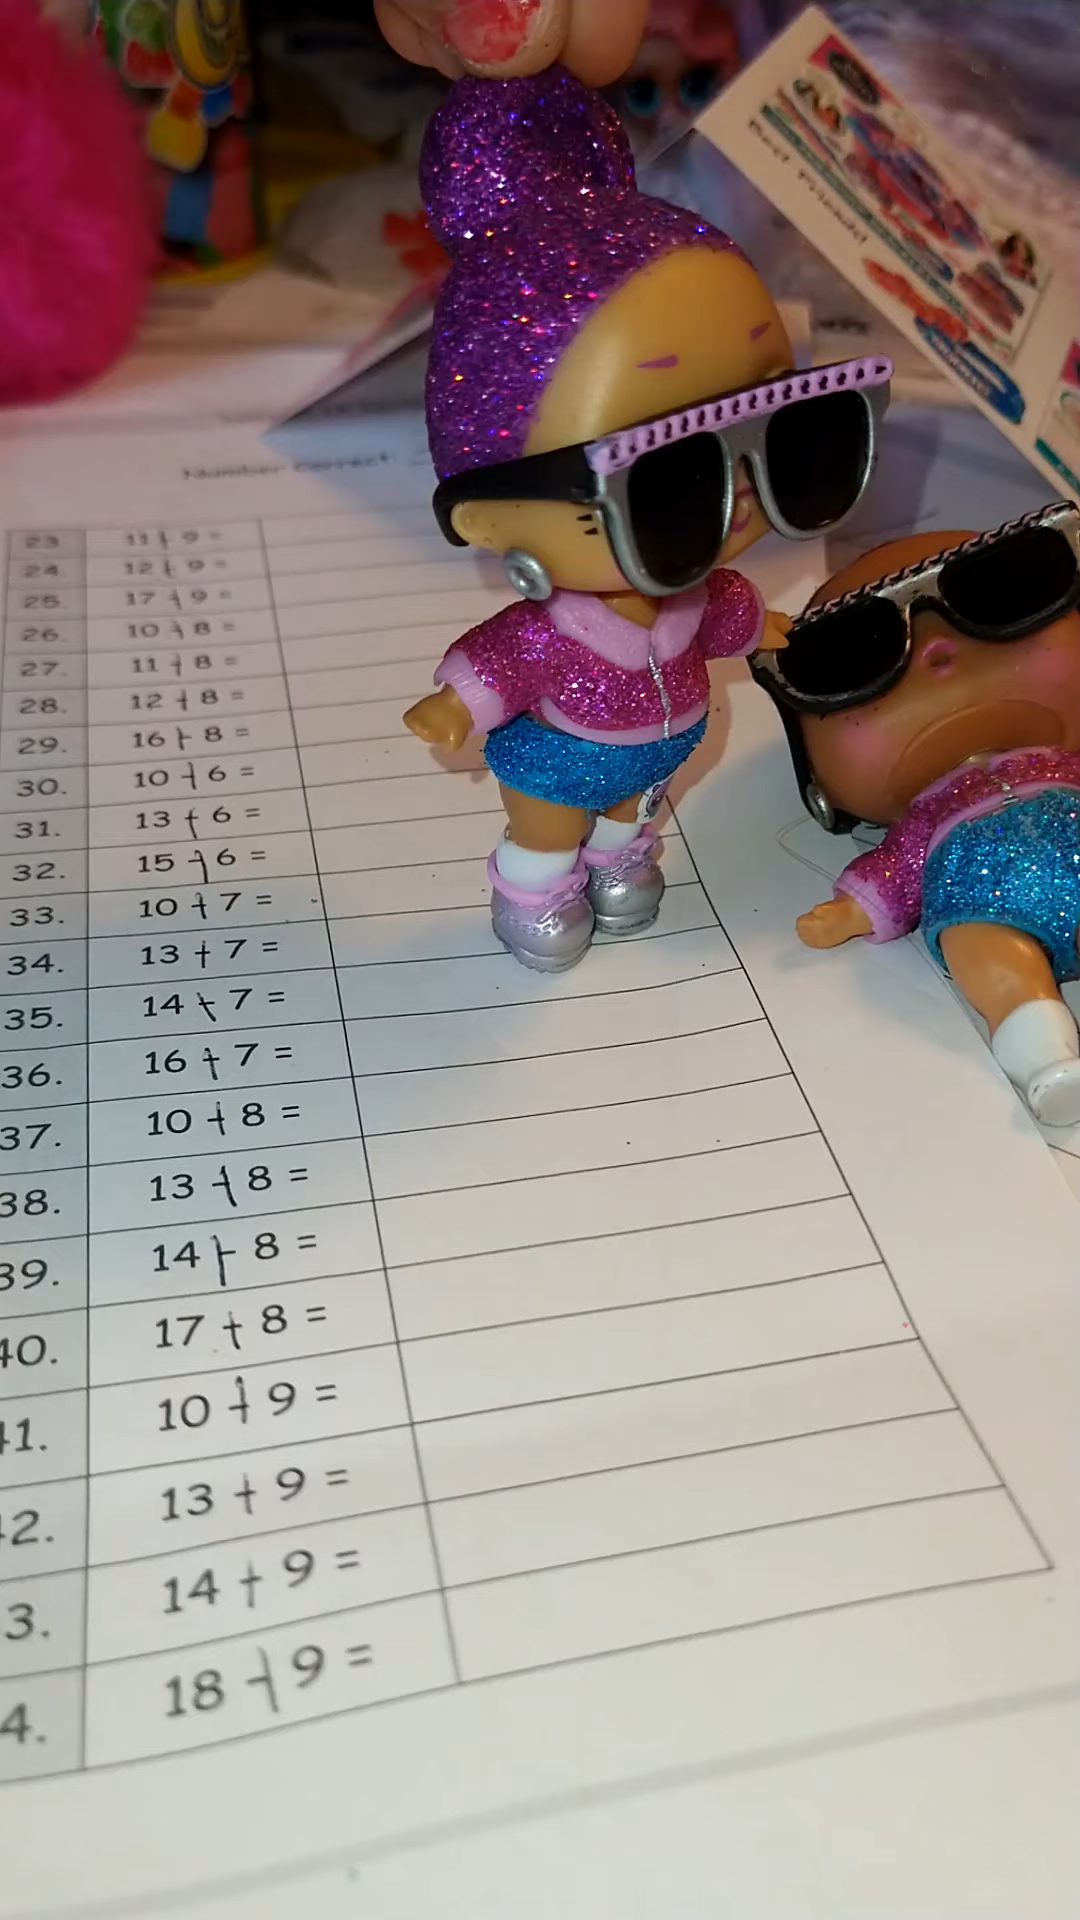 Best Friends!
Number Correct:
23. 11 + 9 =
24. 12 + 9 =
25. 17 + 9 =
26. 10 + 8 =
27. 11 + 8 =
28. 12 + 8 =
29. 16 + 8 =
30. 10 + 6 =
31. 13 + 6 =
32. 15 + 6 =
33. 10 + 7 =
34. 13 + 7 =
35. 14 + 7 =
36. 16 + 7 =
37. 10 + 8 =
38. 13 + 8 =
39. 14 + 8 =
40. 17 + 8 =
41. 10 + 9 =
42. 13 + 9 =
3. 14 + 9 =
4. 18 + 9 =